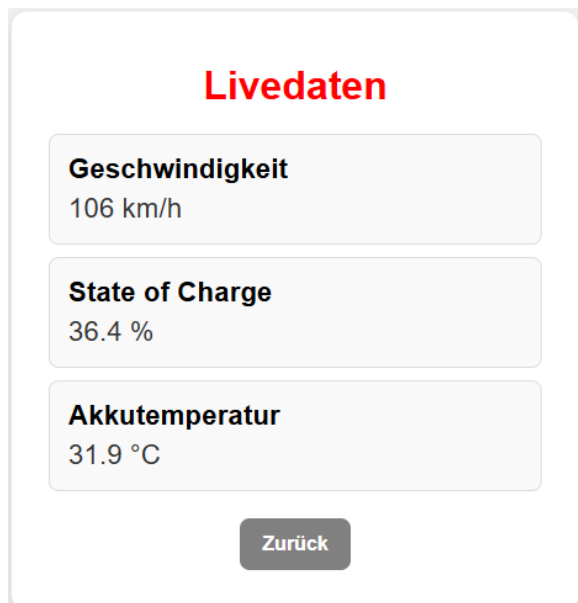 Livedaten
Geschwindigkeit
106 km/h
State of Charge
36.4 %
Akkutemperatur
31.9 °C
Zurück